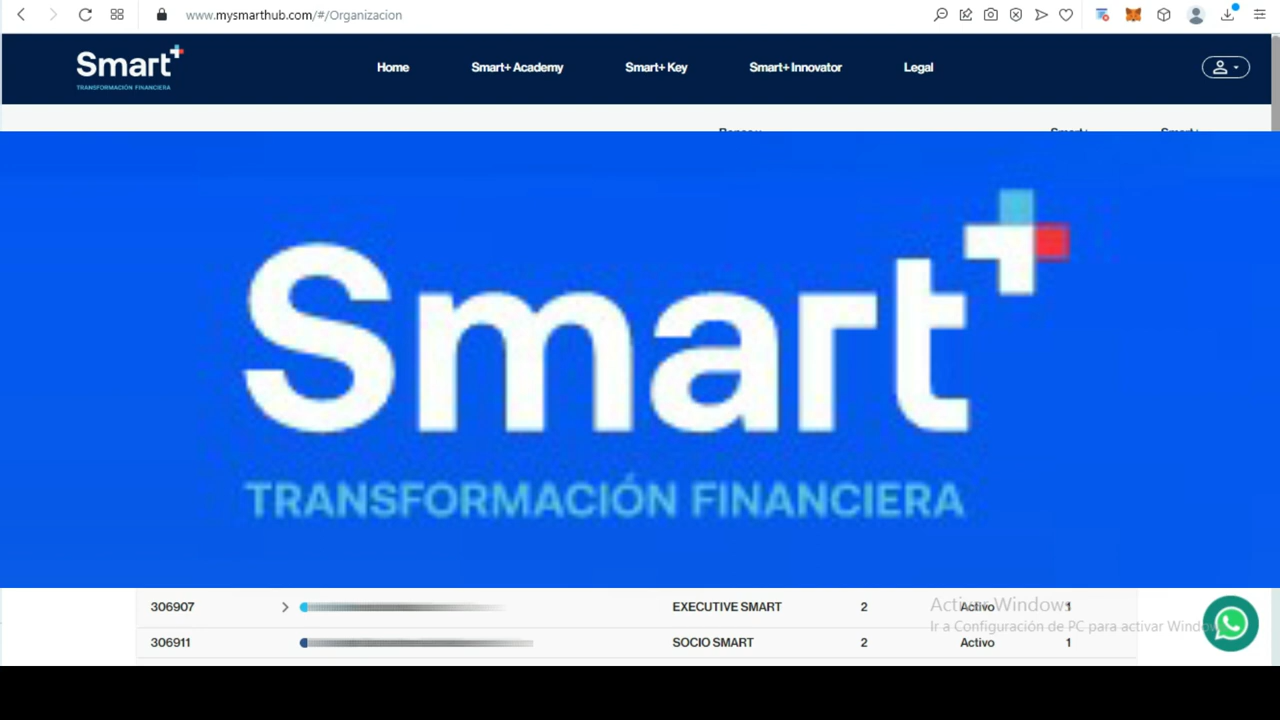 www.mysmarthub.com/#/Organizacion
Smart+
TRANSFORMACIÓN FINANCIERA
Home Smart+ Academy Smart+ Key Smart+ Innovator Legal
Smart+ Smart+
Smart+
TRANSFORMACIÓN FINANCIERA
306907 EXECUTIVE SMART 2 Activo 1
Activar Windows
Ir a Configuración de PC para activar Windows
306911 SOCIO SMART 2 Activo 1